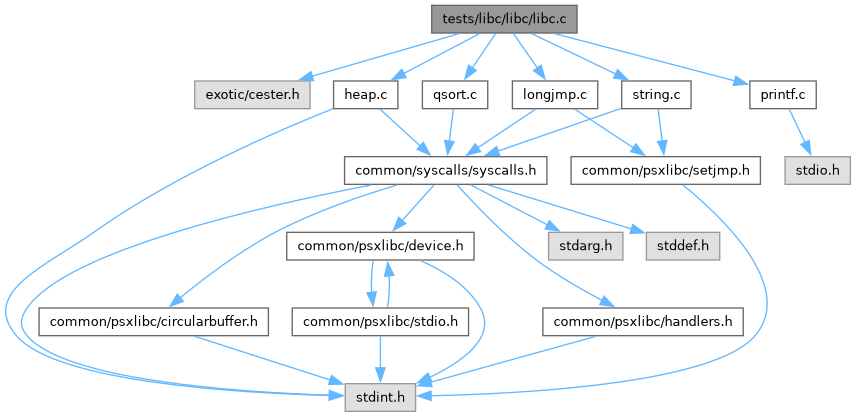 tests/libc/libc/libc.c
exotic/cester.h
heap.c
qsort.c
longjmp.c
string.c
printf.c
common/syscalls/syscalls.h
common/psxlibc/setjmp.h
stdio.h
common/psxlibc/device.h
stdarg.h
stddef.h
common/psxlibc/circularbuffer.h
common/psxlibc/stdio.h
common/psxlibc/handlers.h
stdint.h